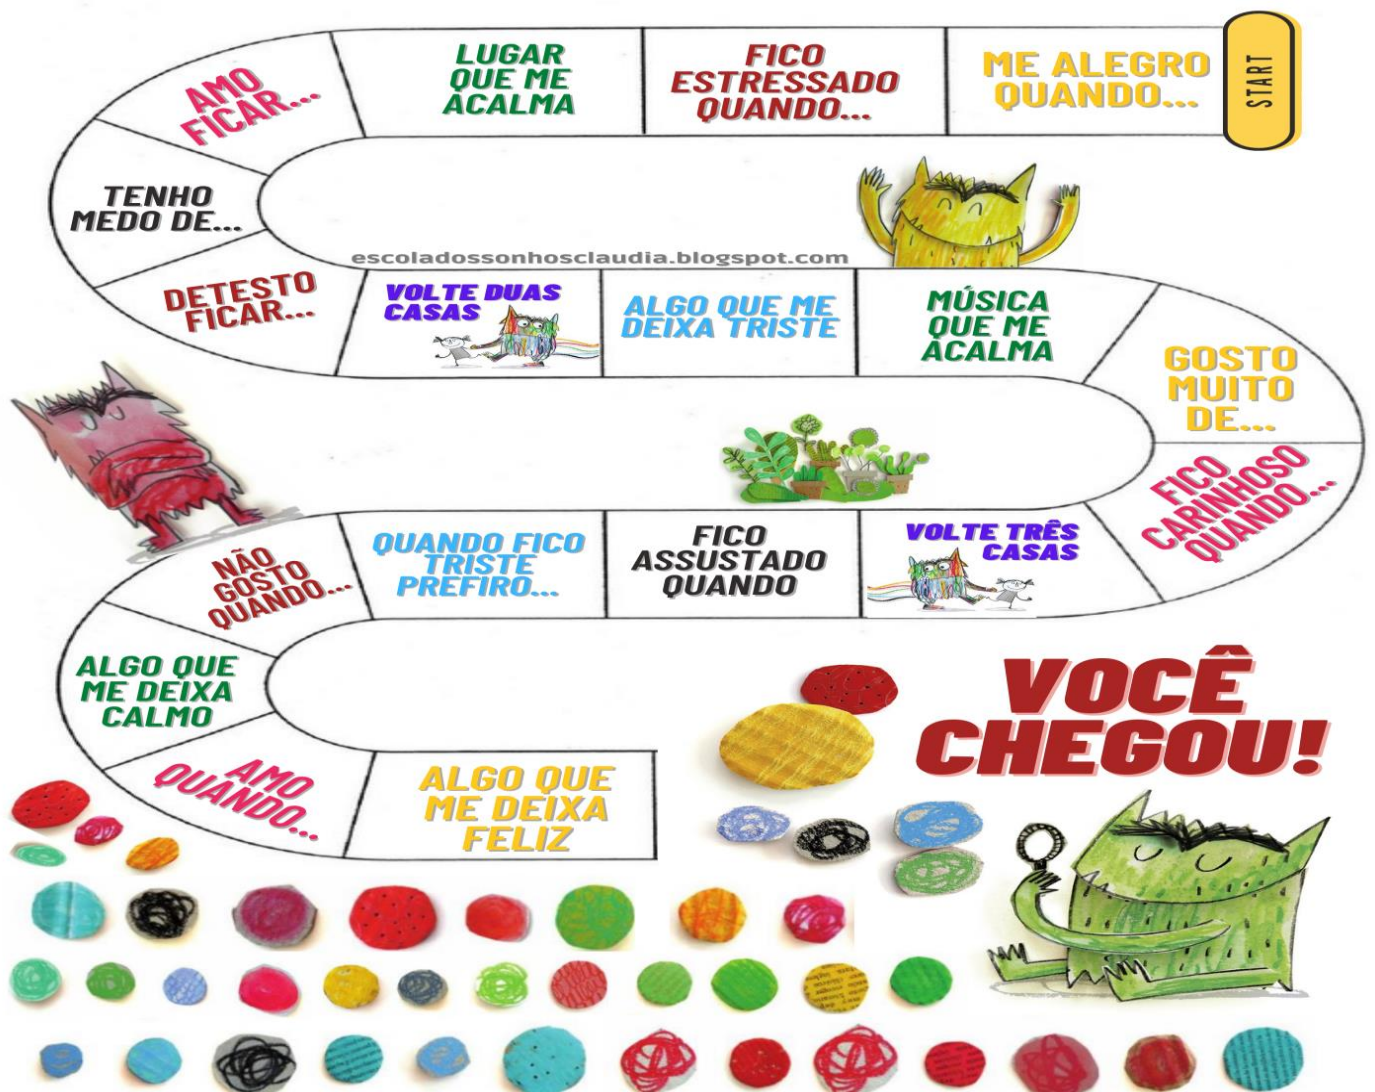 START
ME ALEGRO
QUANDO...
FICO
ESTRESSADO
QUANDO...
LUGAR
QUE ME
ACALMA
AMO
FICAR...
TENHO
MEDO DE...
DETESTO
FICAR...
escoladossonhosclaudia.blogspot.com
VOLTE DUAS
CASAS
ALGO QUE ME
DEIXA TRISTE
MÚSICA
QUE ME
ACALMA
GOSTO
MUITO
DE...
FICO
CARINHOSO
QUANDO...
VOLTE TRÊS
CASAS
FICO
ASSUSTADO
QUANDO
QUANDO FICO
TRISTE
PREFIRO...
NÃO
GOSTO
QUANDO...
ALGO QUE
ME DEIXA
CALMO
AMO
QUANDO...
ALGO QUE
ME DEIXA
FELIZ
VOCÊ
CHEGOU!